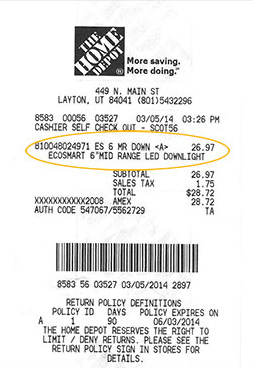 THE
HOME
DEPOT
More saving.
More doing.™
449 N. MAIN ST
LAYTON, UT 84041 (801)5432296
8583 00056 03527 03/05/14 03:26 PM
CASHIER SELF CHECK OUT - SCOT56
810048024971 ES 6 MR DOWN <A> 26.97
ECOSMART 6"MID RANGE LED DOWNLIGHT
SUBTOTAL 26.97
SALES TAX 1.75
TOTAL $28.72
XXXXXXXXXXX2008 AMEX 28.72
AUTH CODE 547067/5562729 TA
8583 56 03527 03/05/2014 2897
RETURN POLICY DEFINITIONS
POLICY ID DAYS POLICY EXPIRES ON
A 1 90 06/03/2014
THE HOME DEPOT RESERVES THE RIGHT TO
LIMIT / DENY RETURNS. PLEASE SEE THE
RETURN POLICY SIGN IN STORES FOR
DETAILS.